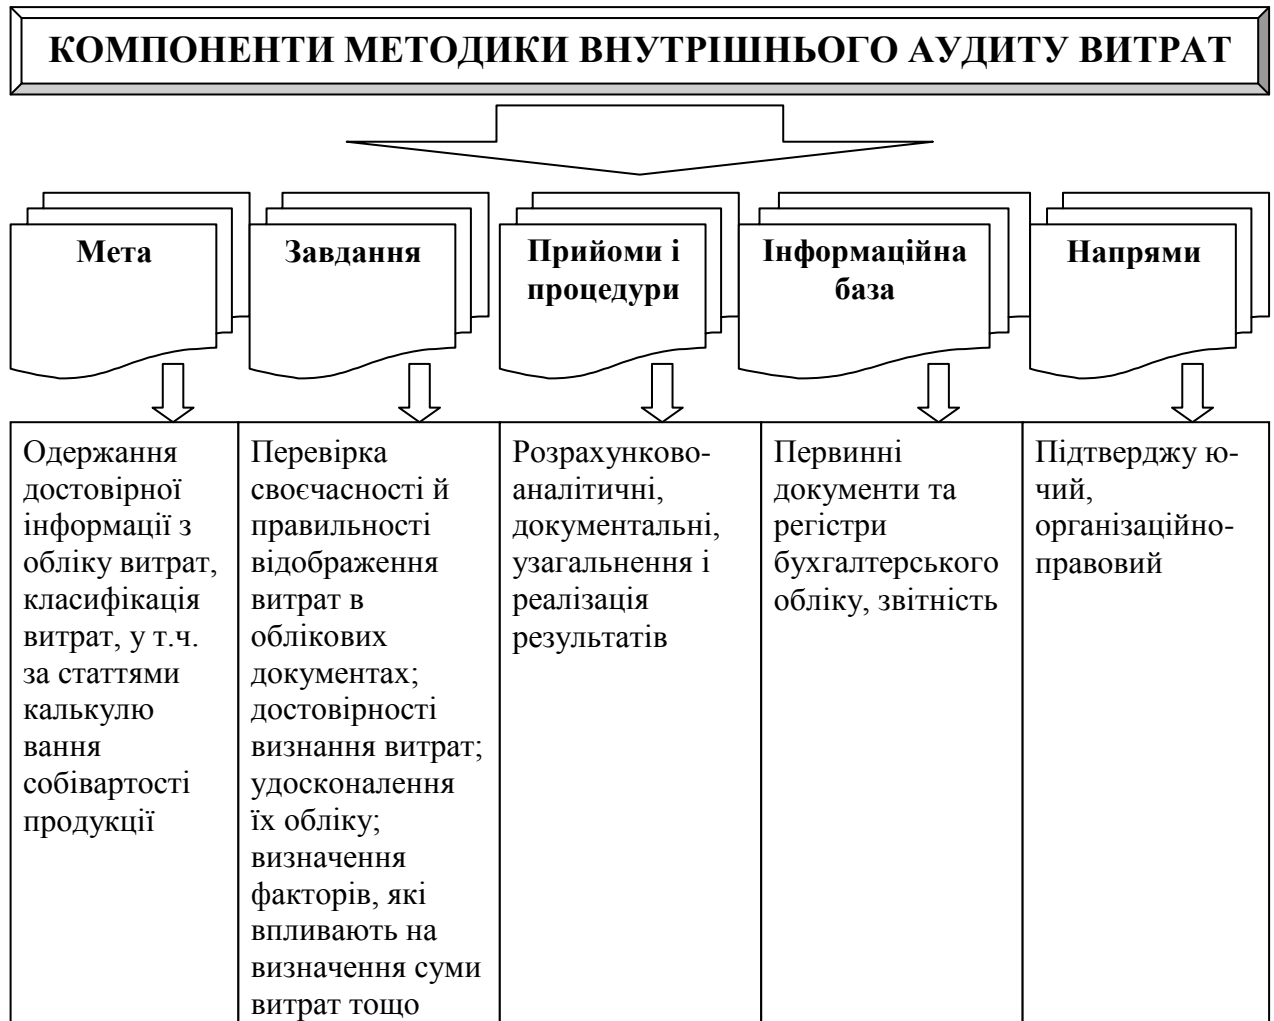 КОМПОНЕНТИ МЕТОДИКИ ВНУТРІШНЬОГО АУДИТУ ВИТРАТ
Мета
Завдання
Прийоми і
процедури
Інформаційна
база
Напрями
Одержання
достовірної
інформації з
обліку витрат,
класифікація
витрат, у т.ч.
за статтями
калькулю
вання
собівартості
продукції
Перевірка
своєчасності й
правильності
відображення
витрат в
облікових
документах;
достовірності
визнання витрат;
удосконалення
їх обліку;
визначення
факторів, які
впливають на
визначення суми
витрат тощо
Розрахунково-
аналітичні,
документальні,
узагальнення і
реалізація
результатів
Первинні
документи та
регістри
бухгалтерського
обліку, звітність
Підтверджу ю-
чий,
організаційно-
правовий